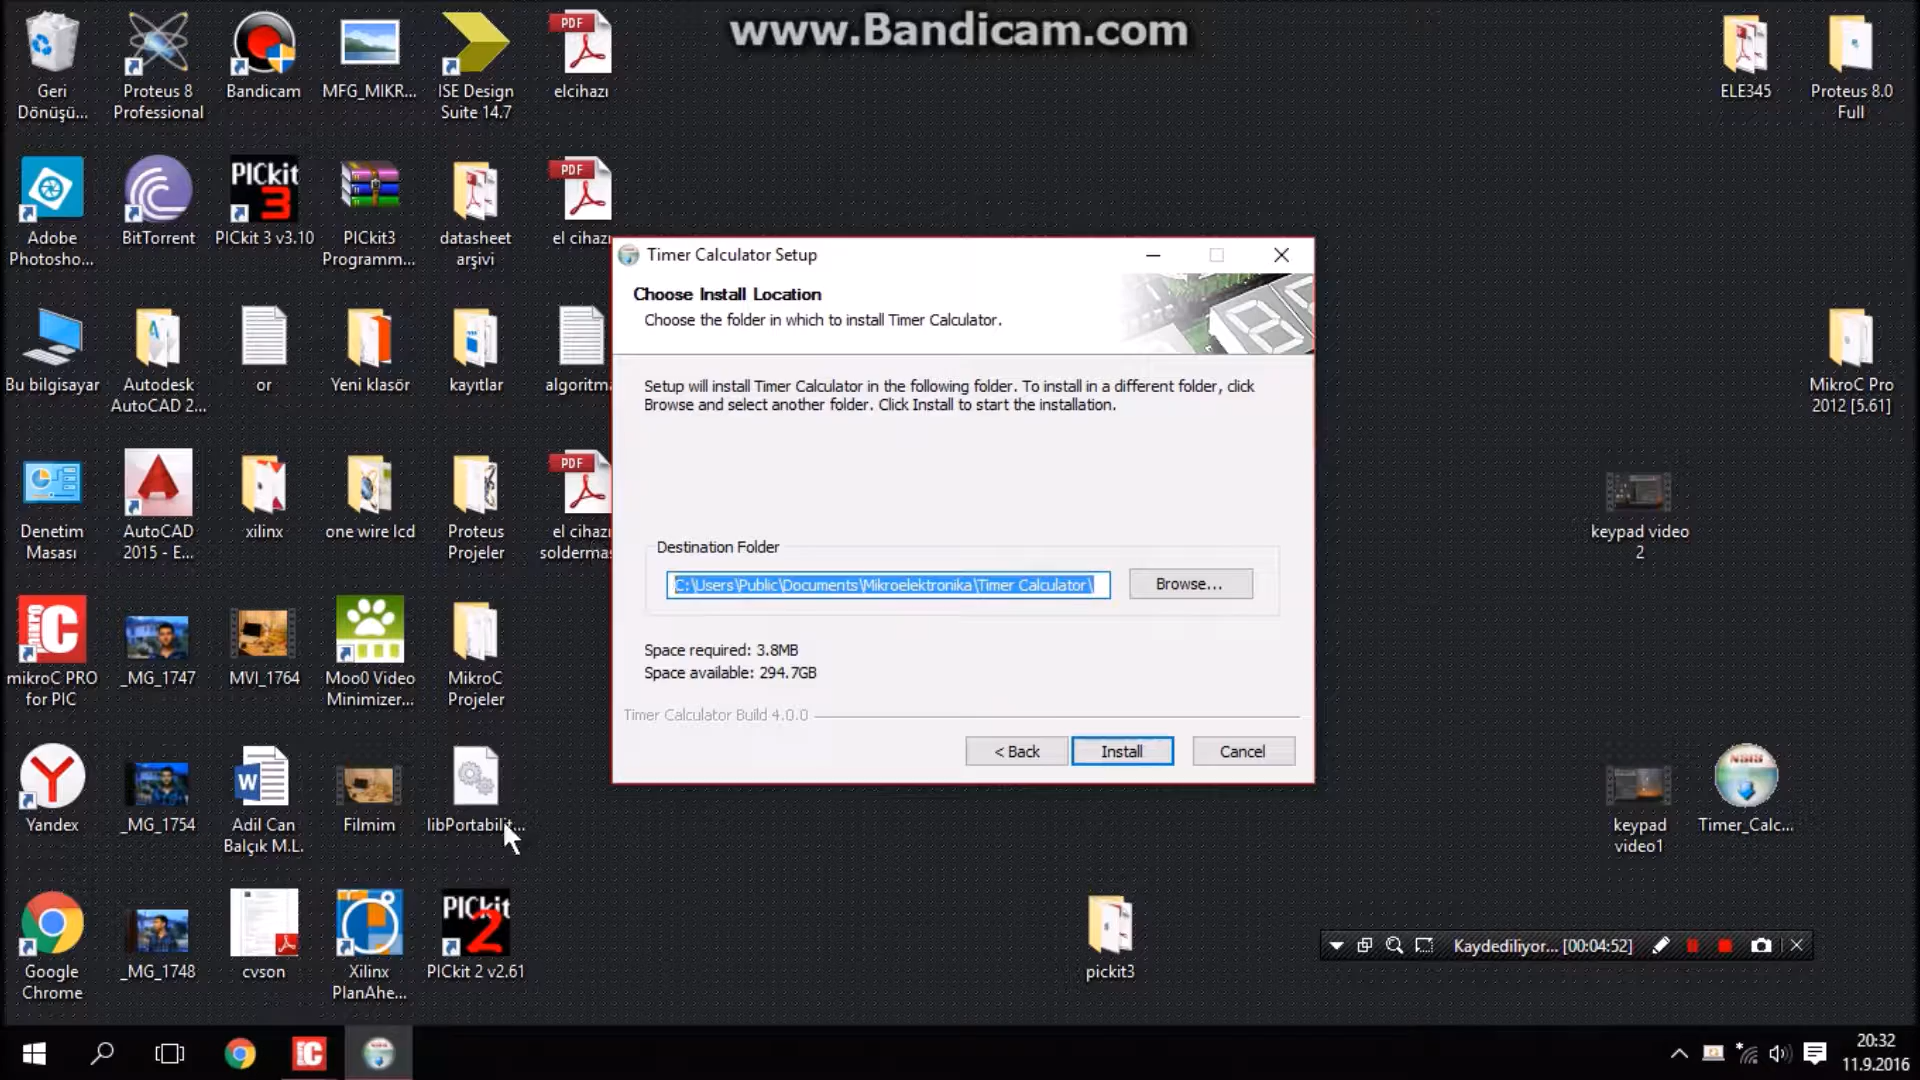 www.Bandicam.com
Geri
Dönüşü...
Proteus 8
Professional
Bandicam
MFG_MIKR...
ISE Design
Suite 14.7
PDF
elcihazı
ELE345
Proteus 8.0
Full
Adobe
Photosho...
BitTorrent
PICkit
3
PICkit 3 v3.10
PICkit3
Programm...
datasheet
arşivi
PDF
el cihazı
Timer Calculator Setup
Choose Install Location
Choose the folder in which to install Timer Calculator.
Setup will install Timer Calculator in the following folder. To install in a different folder, click
Browse and select another folder. Click Install to start the installation.
Destination Folder
C:\Users\Public\Documents\Mikroelektronika\Timer Calculator\
Browse...
Space required: 3.8MB
Space available: 294.7GB
Timer Calculator Build 4.0.0
< Back
Install
Cancel
Bu bilgisayar
Autodesk
AutoCAD 2...
or
Yeni klasör
kayıtlar
algoritma
MikroC Pro
2012 [5.61]
Denetim
Masası
AutoCAD
2015 - E...
xilinx
one wire lcd
Proteus
Projeler
PDF
el cihazı
soldermas
keypad video
2
mikroC PRO
for PIC
_MG_1747
MVI_1764
Moo0 Video
Minimizer...
MikroC
Projeler
Yandex
_MG_1754
Adil Can
Balçık M.L.
Filmim
libPortabilit...
keypad
video1
NSIS
Timer_Calc...
Google
Chrome
_MG_1748
cvson
Xilinx
PlanAhe...
PICkit
2
PICkit 2 v2.61
pickit3
Kaydediliyor... [00:04:52]
20:32
11.9.2016